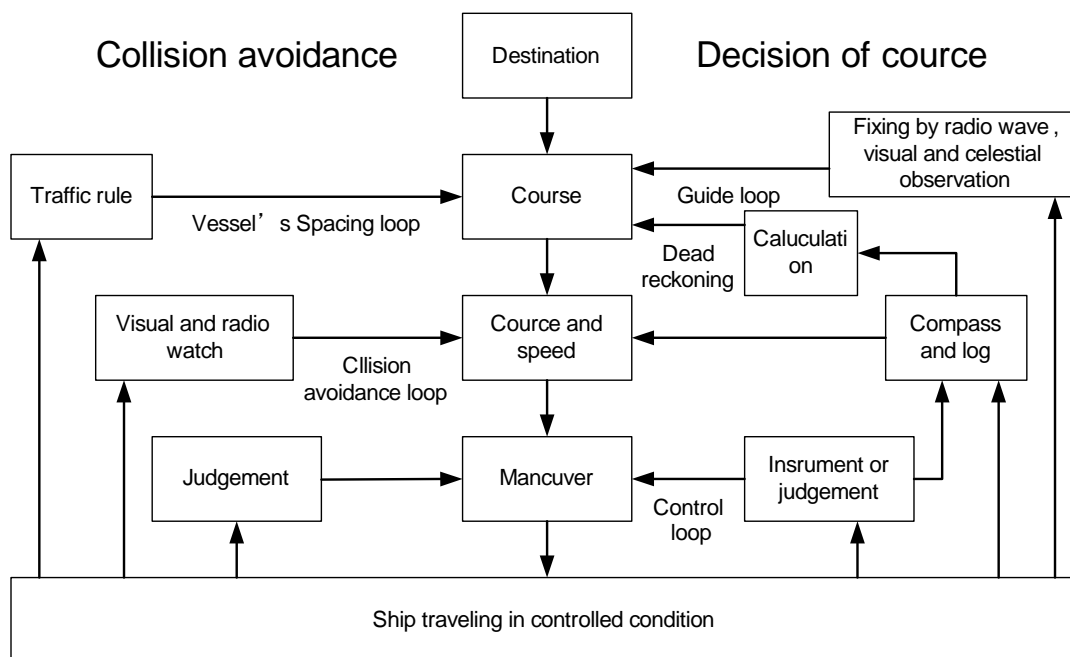 Collision avoidance
Destination
Decision of cource
Fixing by radio wave,
visual and celestial
observation
Traffic rule
Course
Guide loop
Vessel’s Spacing loop
Dead
reckoning
Caluculati
on
Visual and radio
watch
Cource and
speed
Compass
and log
Cllision
avoidance loop
Judgement
Mancuver
Insrument or
judgement
Control
loop
Ship traveling in controlled condition